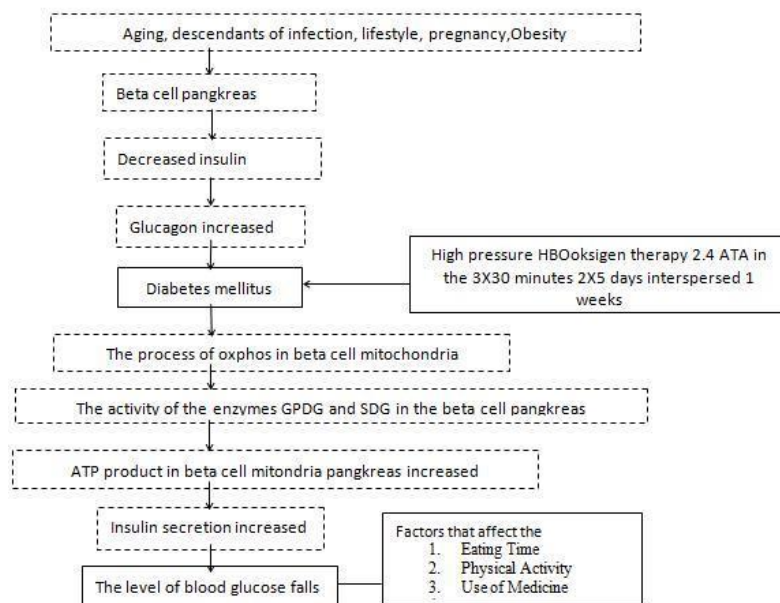 Aging, descendants of infection, lifestyle, pregnancy,Obesity
Beta cell pangkreas
Decreased insulin
Glucagon increased
High pressure HBOoksigen therapy 2.4 ATA in
the 3X30 minutes 2X5 days interspersed 1
weeks
Diabetes mellitus
The process of oxphos in beta cell mitochondria
The activity of the enzymes GPDG and SDG in the beta cell pangkreas
ATP product in beta cell mitondria pangkreas increased
Insulin secretion increased
Factors that affect the
1. Eating Time
2. Physical Activity
3. Use of Medicine
The level of blood glucose falls